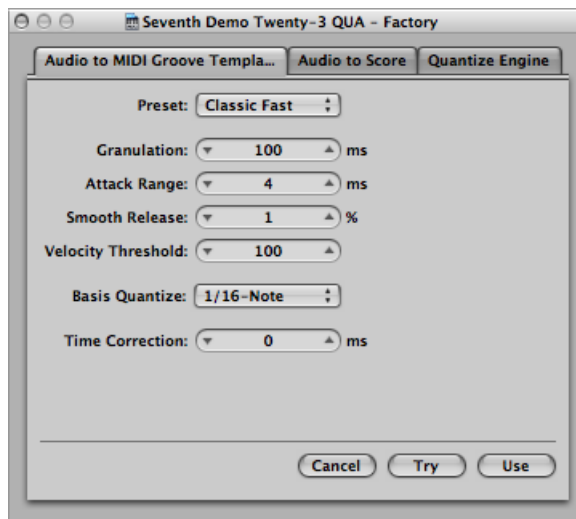 Seventh Demo Twenty-3 QUA - Factory
Audio to MIDI Groove Templa... Audio to Score Quantize Engine
Preset: Classic Fast
Granulation: 100 ms
Attack Range: 4 ms
Smooth Release: 1 %
Velocity Threshold: 100
Basis Quantize: 1/16-Note
Time Correction: 0 ms
Cancel Try Use